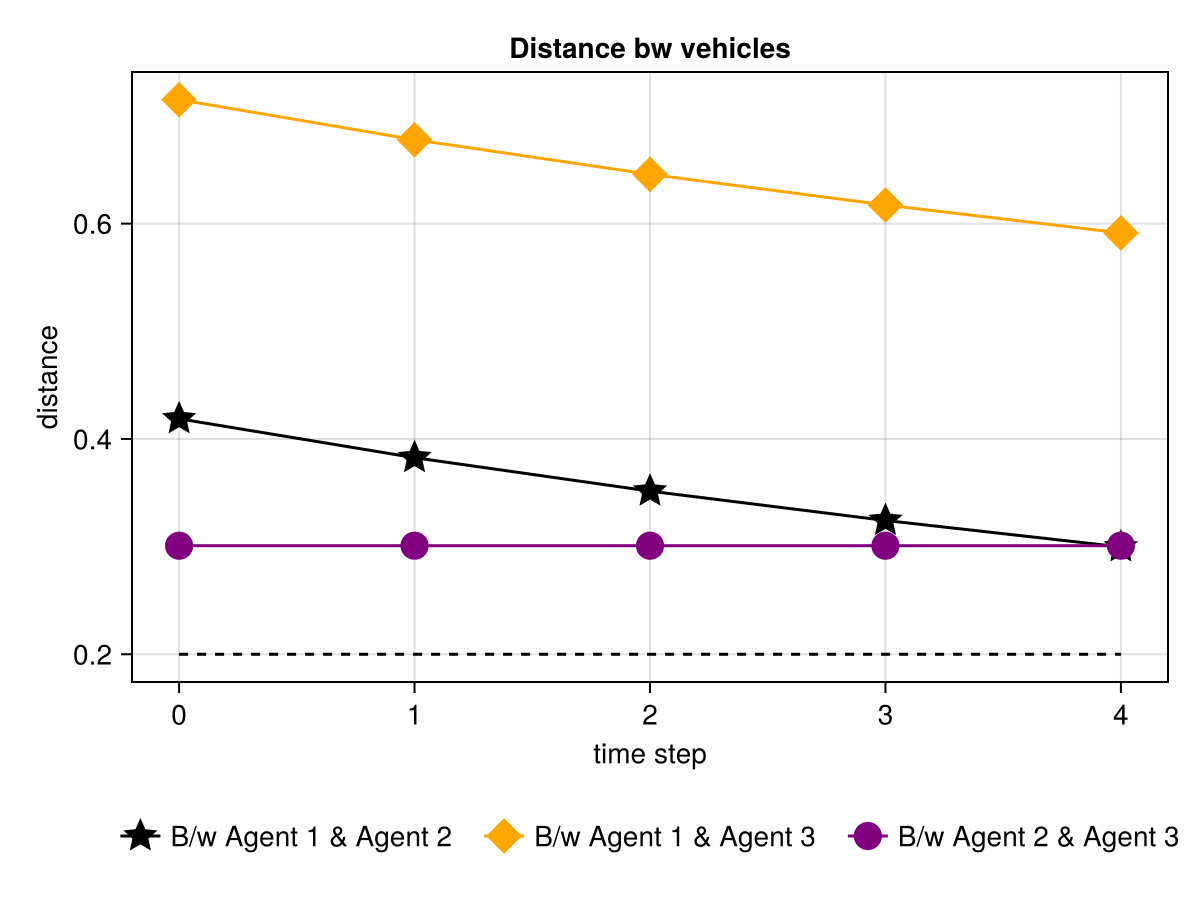 Distance bw vehicles
distance
0.6
0.4
0.2
0 1 2 3 4
time step
B/w Agent 1 & Agent 2 B/w Agent 1 & Agent 3 B/w Agent 2 & Agent 3